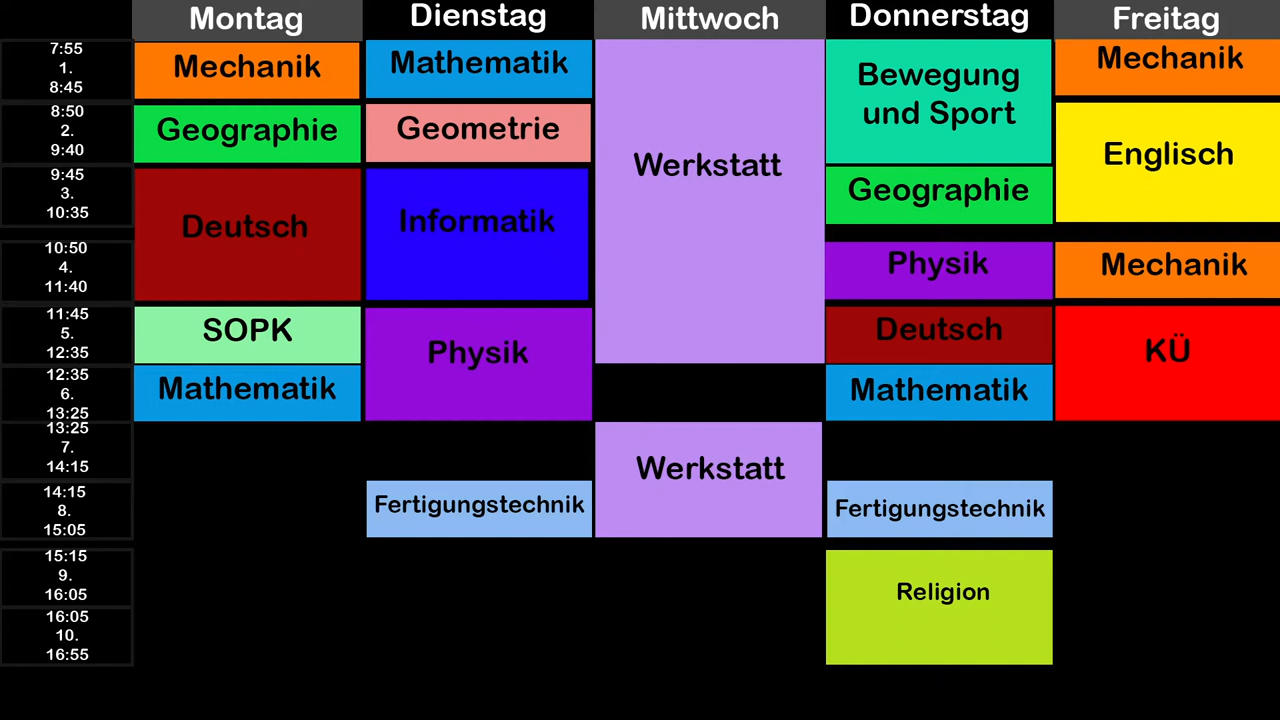 Montag
Dienstag
Mittwoch
Donnerstag
Freitag
7:55
1.
8:45
Mechanik
Mathematik
Werkstatt
Bewegung
und Sport
Mechanik
8:50
2.
9:40
Geographie
Geometrie
Englisch
9:45
3.
10:35
Deutsch
Informatik
Geographie
10:50
4.
11:40
Physik
Mechanik
11:45
5.
12:35
SOPK
Physik
Deutsch
KÜ
12:35
6.
13:25
Mathematik
Mathematik
13:25
7.
14:15
Werkstatt
14:15
8.
15:05
Fertigungstechnik
Fertigungstechnik
15:15
9.
16:05
Religion
16:05
10.
16:55